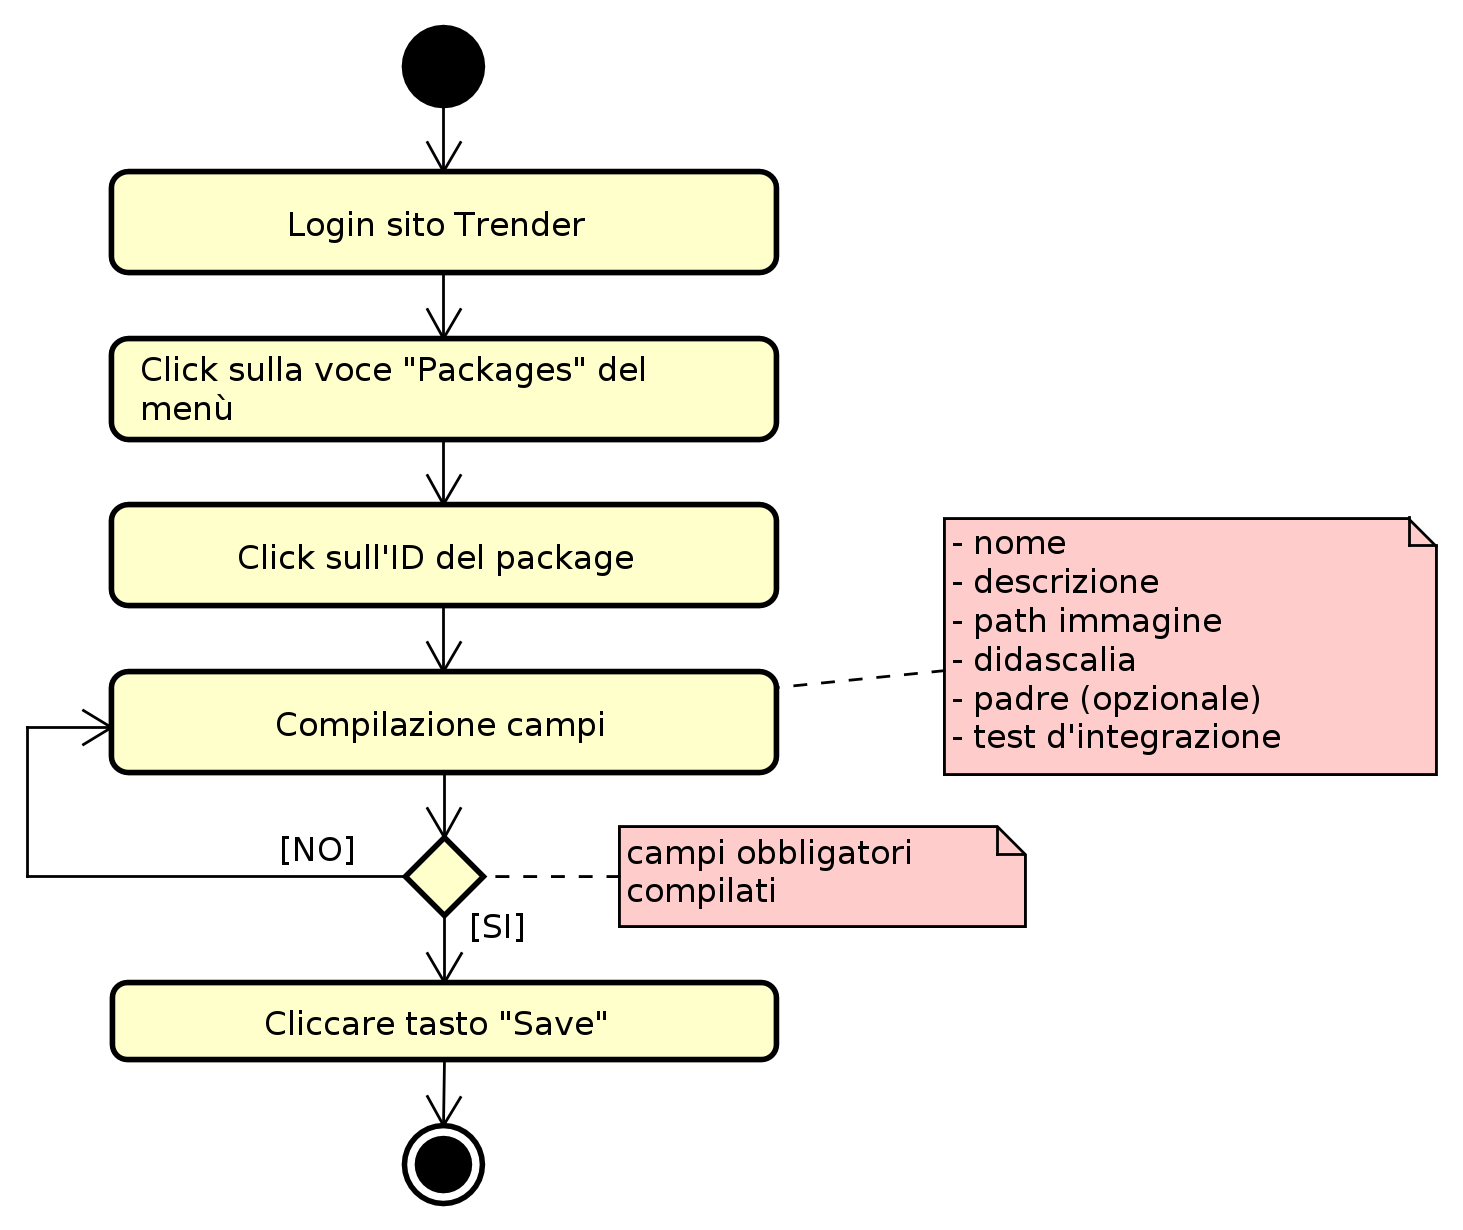 Login sito Trender
Click sulla voce "Packages" del
menù
Click sull'ID del package
- nome
- descrizione
- path immagine
- didascalia
- padre (opzionale)
- test d'integrazione
Compilazione campi
[NO]
campi obbligatori
compilati
[SI]
Cliccare tasto "Save"